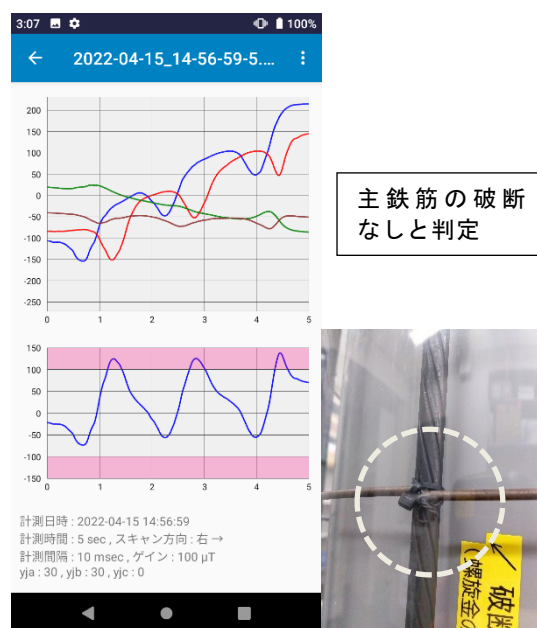 3:07
100%
2022-04-15_14-56-59-5....
200
150
100
50
0
-50
-100
-150
-200
-250
0 1 2 3 4 5
150
100
50
0
-50
-100
-150
0 1 2 3 4 5
計測日時 : 2022-04-15 14:56:59
計測時間 : 5 sec , スキャン方向 : 右 →
計測間隔 : 10 msec , ゲイン : 100 μT
yja : 30 , yjb : 30 , yjc : 0
主鉄筋の破断
なしと判定
破断
(螺旋金の